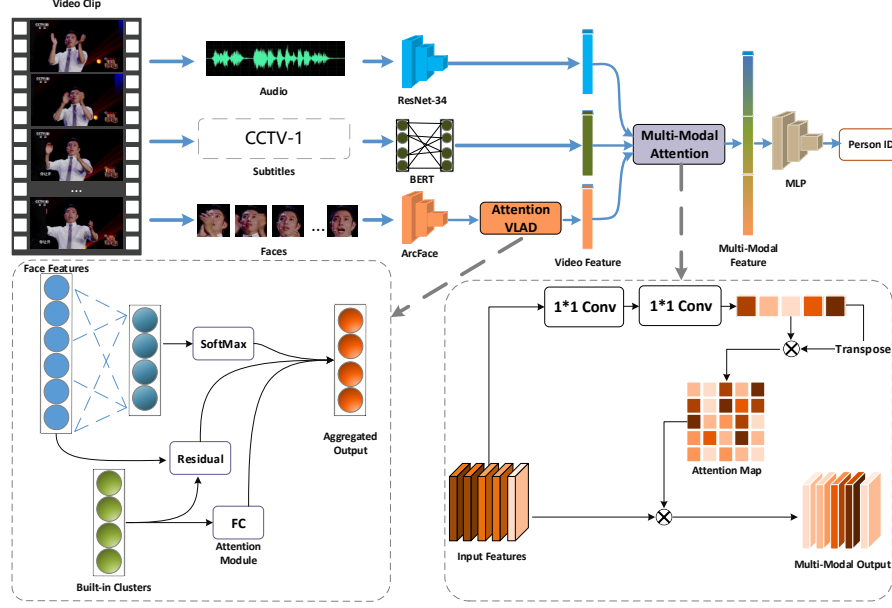 Video Clip
Audio
ResNet-34
CCTV-1
Subtitles
BERT
Multi-Modal
Attention
MLP
Person ID
...
...
Faces
ArcFace
Attention
VLAD
Video Feature
Multi-Modal
Feature
Face Features
SoftMax
Residual
FC
Attention
Module
Built-in Clusters
Aggregated
Output
1*1 Conv
1*1 Conv
Transpose
Attention Map
Input Features
Multi-Modal Output